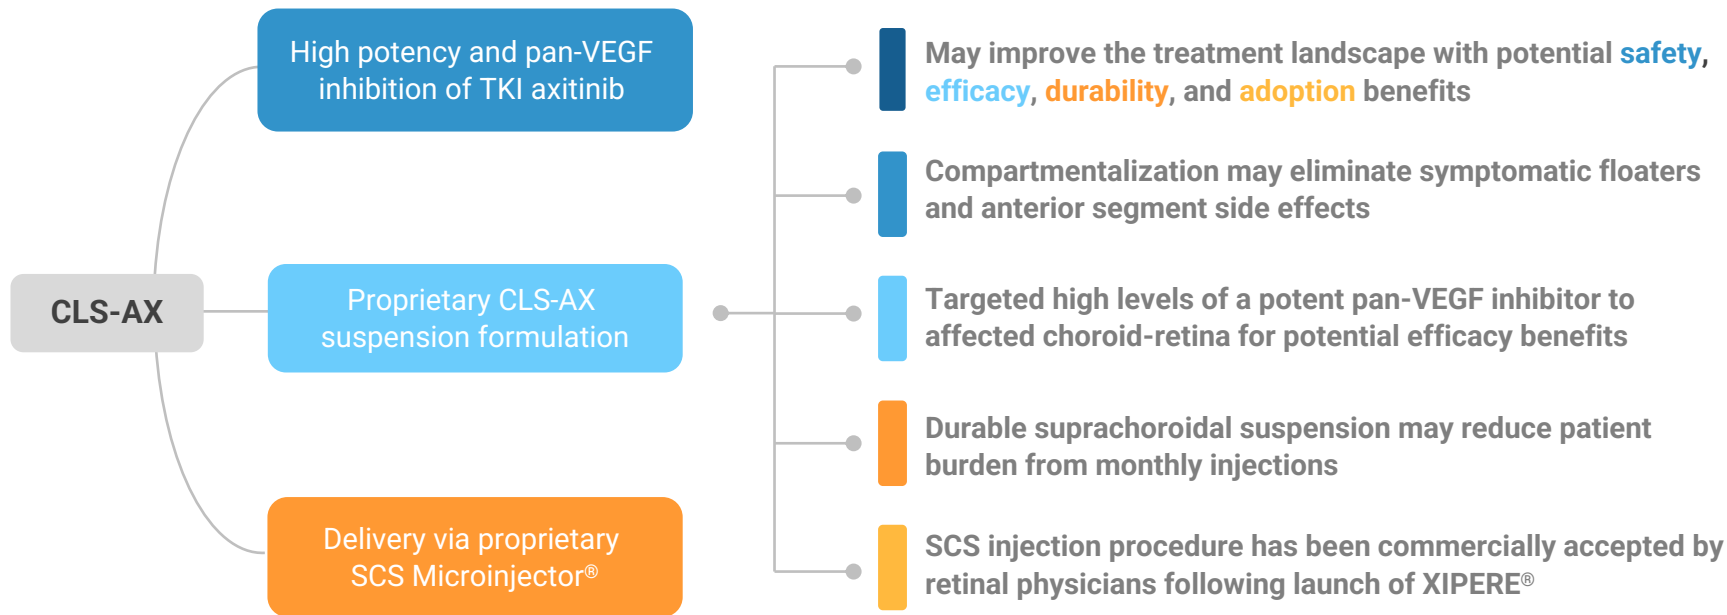 CLS-AX
High potency and pan-VEGF
inhibition of TKI axitinib
Proprietary CLS-AX
suspension formulation
Delivery via proprietary
SCS Microinjector®
May improve the treatment landscape with potential safety,
efficacy, durability, and adoption benefits
Compartmentalization may eliminate symptomatic floaters
and anterior segment side effects
Targeted high levels of a potent pan-VEGF inhibitor to
affected choroid-retina for potential efficacy benefits
Durable suprachoroidal suspension may reduce patient
burden from monthly injections
SCS injection procedure has been commercially accepted by
retinal physicians following launch of XIPERE®